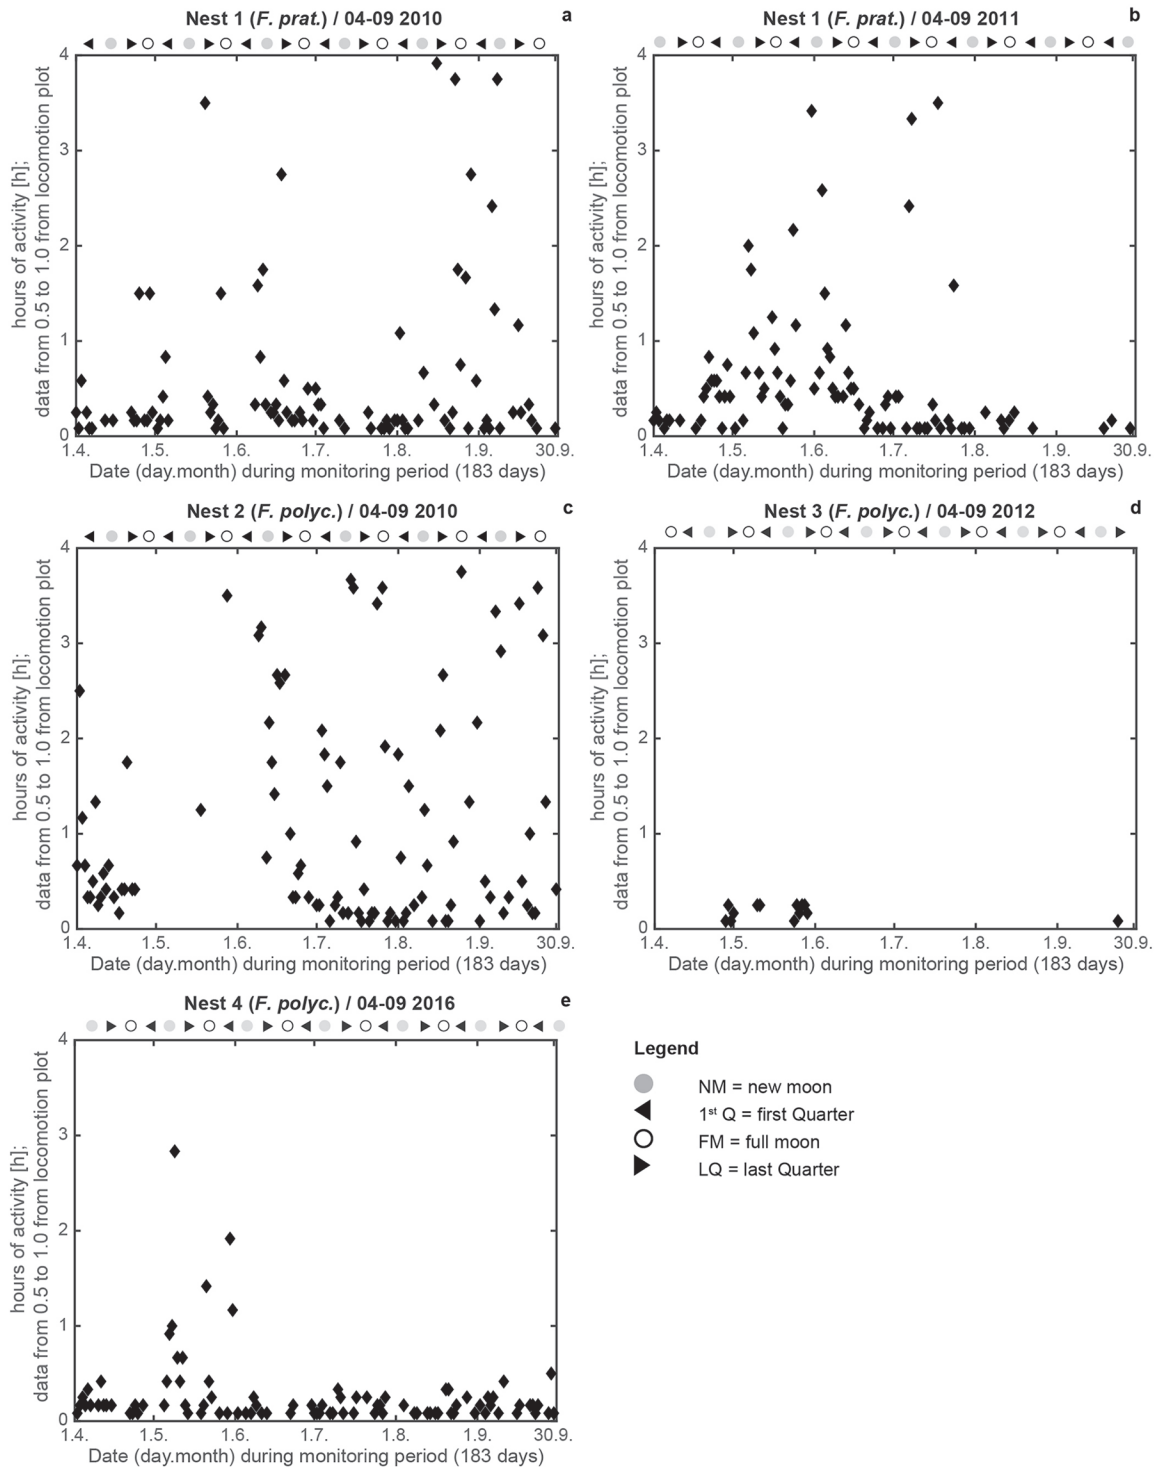 Nest 1 (F. prat.) / 04-09 2010
a
4
3
2
1
0
hours of activity [h];
data from 0.5 to 1.0 from locomotion plot
1.4. 1.5. 1.6. 1.7. 1.8. 1.9. 30.9.
Date (day.month) during monitoring period (183 days)
Nest 1 (F. prat.) / 04-09 2011
b
4
3
2
1
0
hours of activity [h];
data from 0.5 to 1.0 from locomotion plot
1.4. 1.5. 1.6. 1.7. 1.8. 1.9. 30.9.
Date (day.month) during monitoring period (183 days)
Nest 2 (F. polyc.) / 04-09 2010
c
4
3
2
1
0
hours of activity [h];
data from 0.5 to 1.0 from locomotion plot
1.4. 1.5. 1.6. 1.7. 1.8. 1.9. 30.9.
Date (day.month) during monitoring period (183 days)
Nest 3 (F. polyc.) / 04-09 2012
d
4
3
2
1
0
hours of activity [h];
data from 0.5 to 1.0 from locomotion plot
1.4. 1.5. 1.6. 1.7. 1.8. 1.9. 30.9.
Date (day.month) during monitoring period (183 days)
Nest 4 (F. polyc.) / 04-09 2016
e
4
3
2
1
0
hours of activity [h];
data from 0.5 to 1.0 from locomotion plot
1.4. 1.5. 1.6. 1.7. 1.8. 1.9. 30.9.
Date (day.month) during monitoring period (183 days)
Legend
NM = new moon
1st Q = first Quarter
FM = full moon
LQ = last Quarter